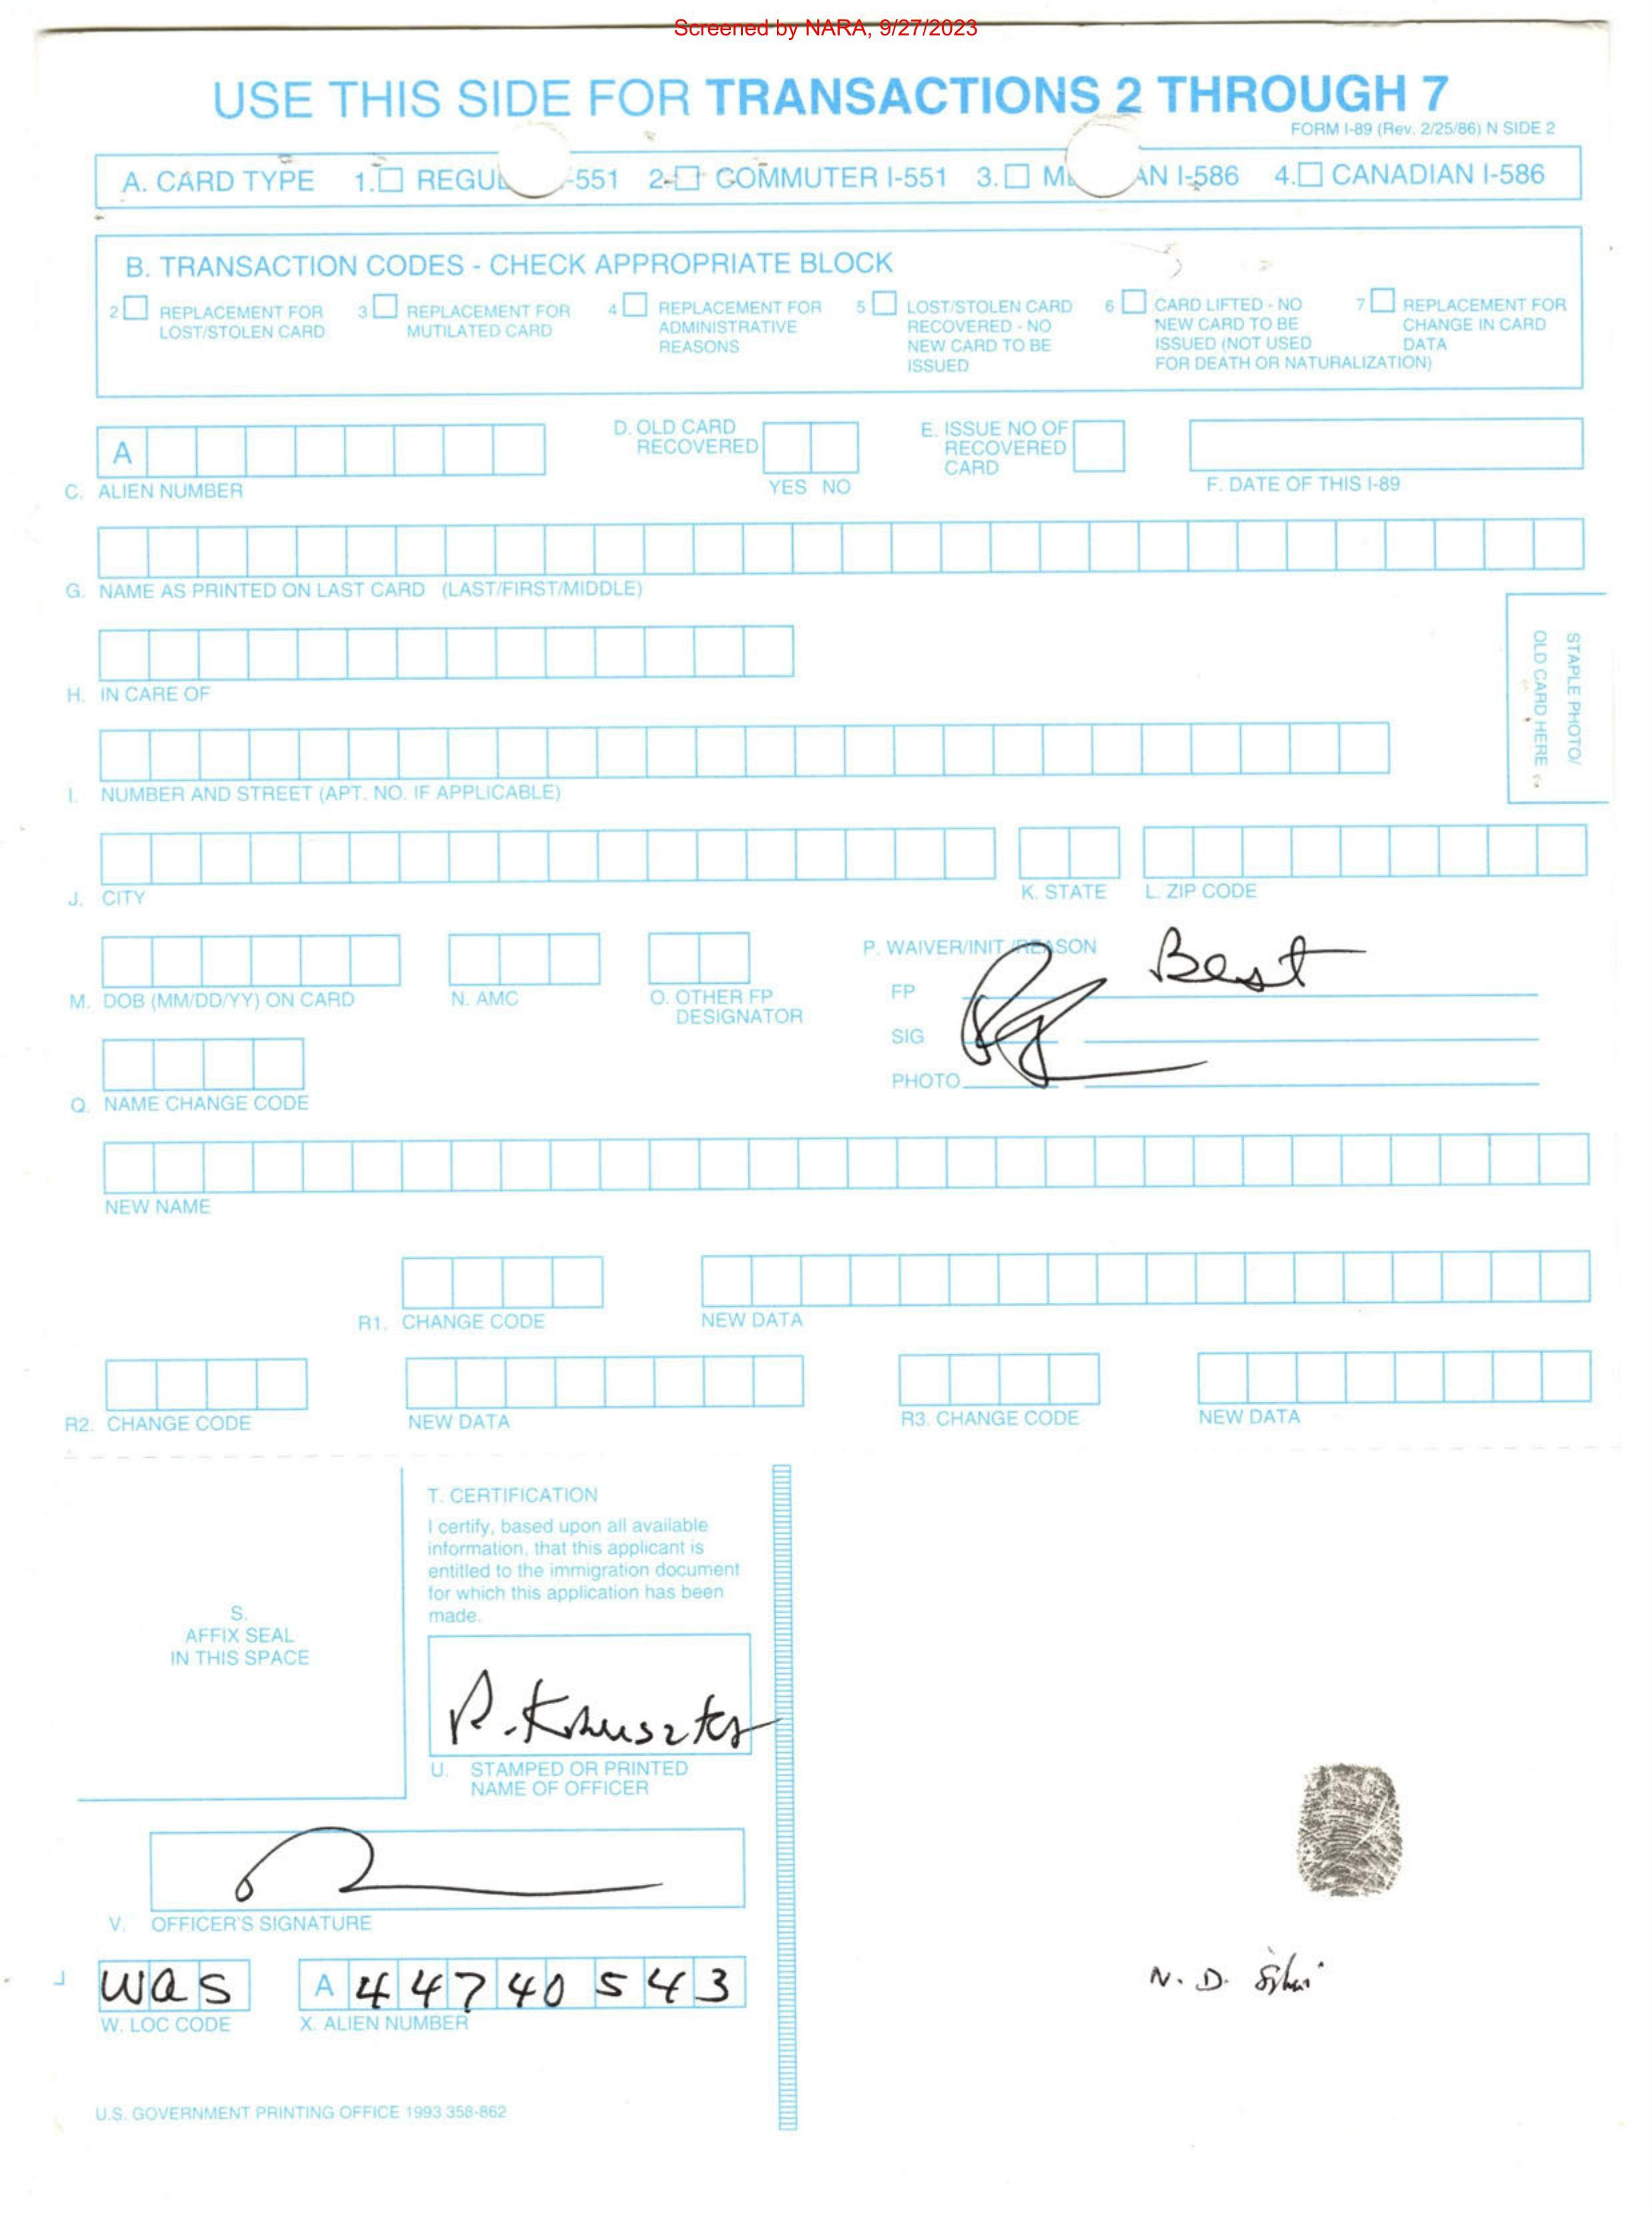 Screened by NARA, 9/27/2023
USE THIS SIDE FOR TRANSACTIONS 2 THROUGH 7
FORM I-89 (Rev. 2/25/86) N SIDE 2
A. CARD TYPE 1. REGUL -551 2. COMMUTER I-551 3. M AN I-586 4. CANADIAN I-586
B. TRANSACTION CODES - CHECK APPROPRIATE BLOCK
2 REPLACEMENT FOR
LOST/STOLEN CARD
3 REPLACEMENT FOR
MUTILATED CARD
4 REPLACEMENT FOR
ADMINISTRATIVE
REASONS
5 LOST/STOLEN CARD
RECOVERED - NO
NEW CARD TO BE
ISSUED
6 CARD LIFTED - NO
NEW CARD TO BE
ISSUED (NOT USED
FOR DEATH OR NATURALIZATION)
7 REPLACEMENT FOR
CHANGE IN CARD
DATA
A
C. ALIEN NUMBER
D. OLD CARD
RECOVERED
YES NO
E. ISSUE NO OF
RECOVERED
CARD
F. DATE OF THIS I-89
G. NAME AS PRINTED ON LAST CARD (LAST/FIRST/MIDDLE)
STAPLE PHOTO/
OLD CARD HERE
H. IN CARE OF
I. NUMBER AND STREET (APT. NO. IF APPLICABLE)
J. CITY
K. STATE
L. ZIP CODE
M. DOB (MM/DD/YY) ON CARD
N. AMC
O. OTHER FP
DESIGNATOR
P. WAIVER/INIT/REASON
Best
FP
SIG
PHOTO
Q. NAME CHANGE CODE
NEW NAME
R1. CHANGE CODE
NEW DATA
R2. CHANGE CODE
NEW DATA
R3. CHANGE CODE
NEW DATA
S.
AFFIX SEAL
IN THIS SPACE
T. CERTIFICATION
I certify, based upon all available
information, that this applicant is
entitled to the immigration document
for which this application has been
made.
U. STAMPED OR PRINTED
NAME OF OFFICER
V. OFFICER'S SIGNATURE
Was
W. LOC CODE
A 44740543
X. ALIEN NUMBER
N. D.
U.S. GOVERNMENT PRINTING OFFICE 1993 358-862